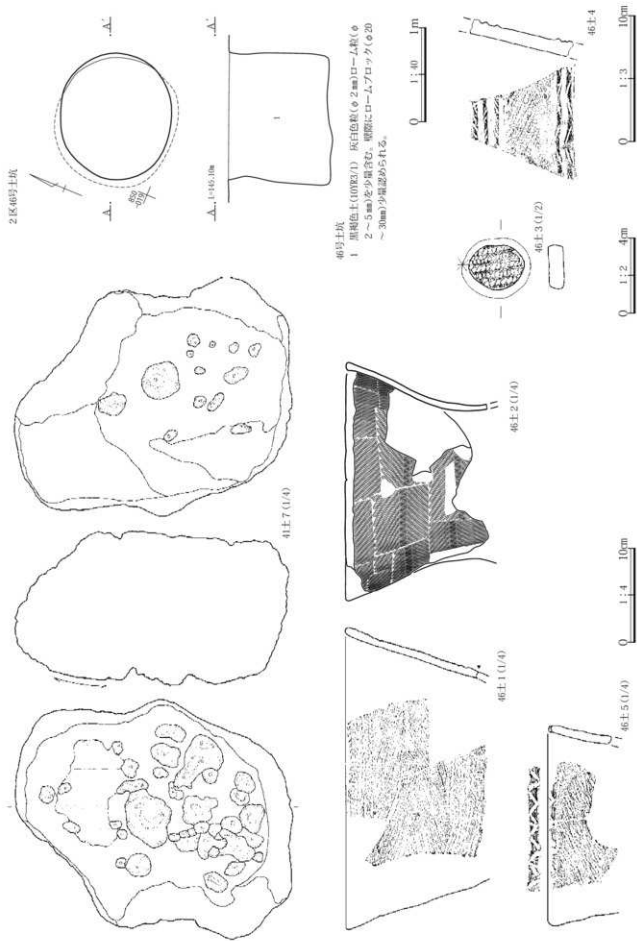 2区46号土坑
A
A'
A
A'
L=145.10m
1
0
1:40
1m
46号土坑
1 黒褐色土(10YR3/1) 灰白色粒(φ2mm)ローム粒(φ
2～5mm)を少量含む。壁際にロームブロック(φ20
～30mm)少量認められる。
41土7(1/4)
46土1(1/4)
46土2(1/4)
46土3(1/2)
46土4
46土5(1/4)
0
1:4
10cm
0
1:2
4cm
0
1:3
10cm